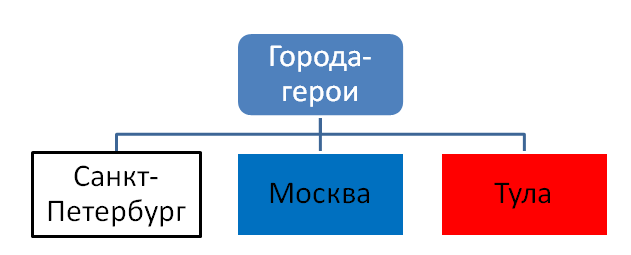 Города-
герои
Санкт-
Петербург
Москва
Тула